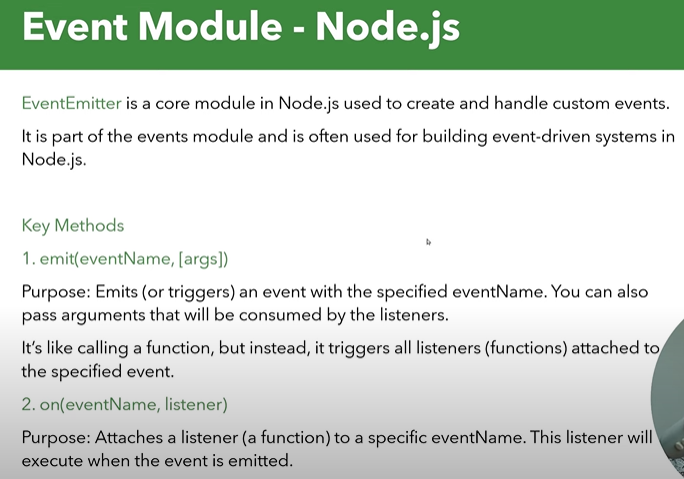 Event Module - Node.js
EventEmitter is a core module in Node.js used to create and handle custom events.
It is part of the events module and is often used for building event-driven systems in
Node.js.
Key Methods
1. emit(eventName, [args])
Purpose: Emits (or triggers) an event with the specified eventName. You can also
pass arguments that will be consumed by the listeners.
It’s like calling a function, but instead, it triggers all listeners (functions) attached to
the specified event.
2. on(eventName, listener)
Purpose: Attaches a listener (a function) to a specific eventName. This listener will
execute when the event is emitted.